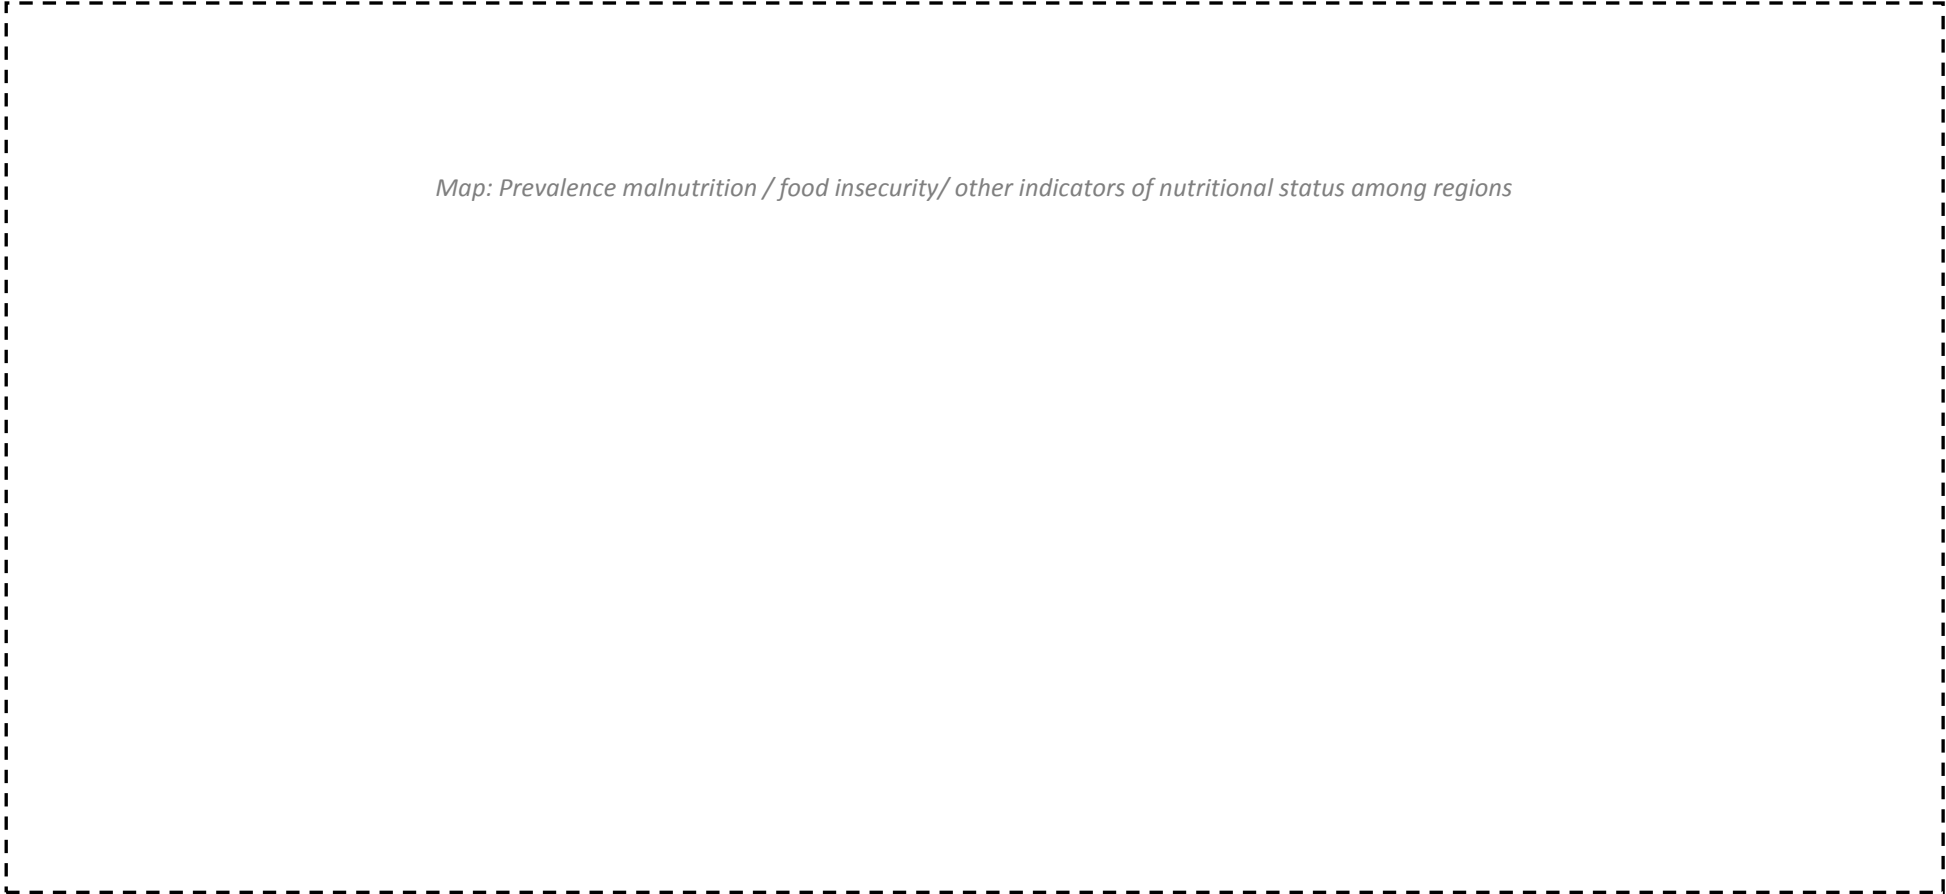 Map: Prevalence malnutrition / food insecurity/ other indicators of nutritional status among regions